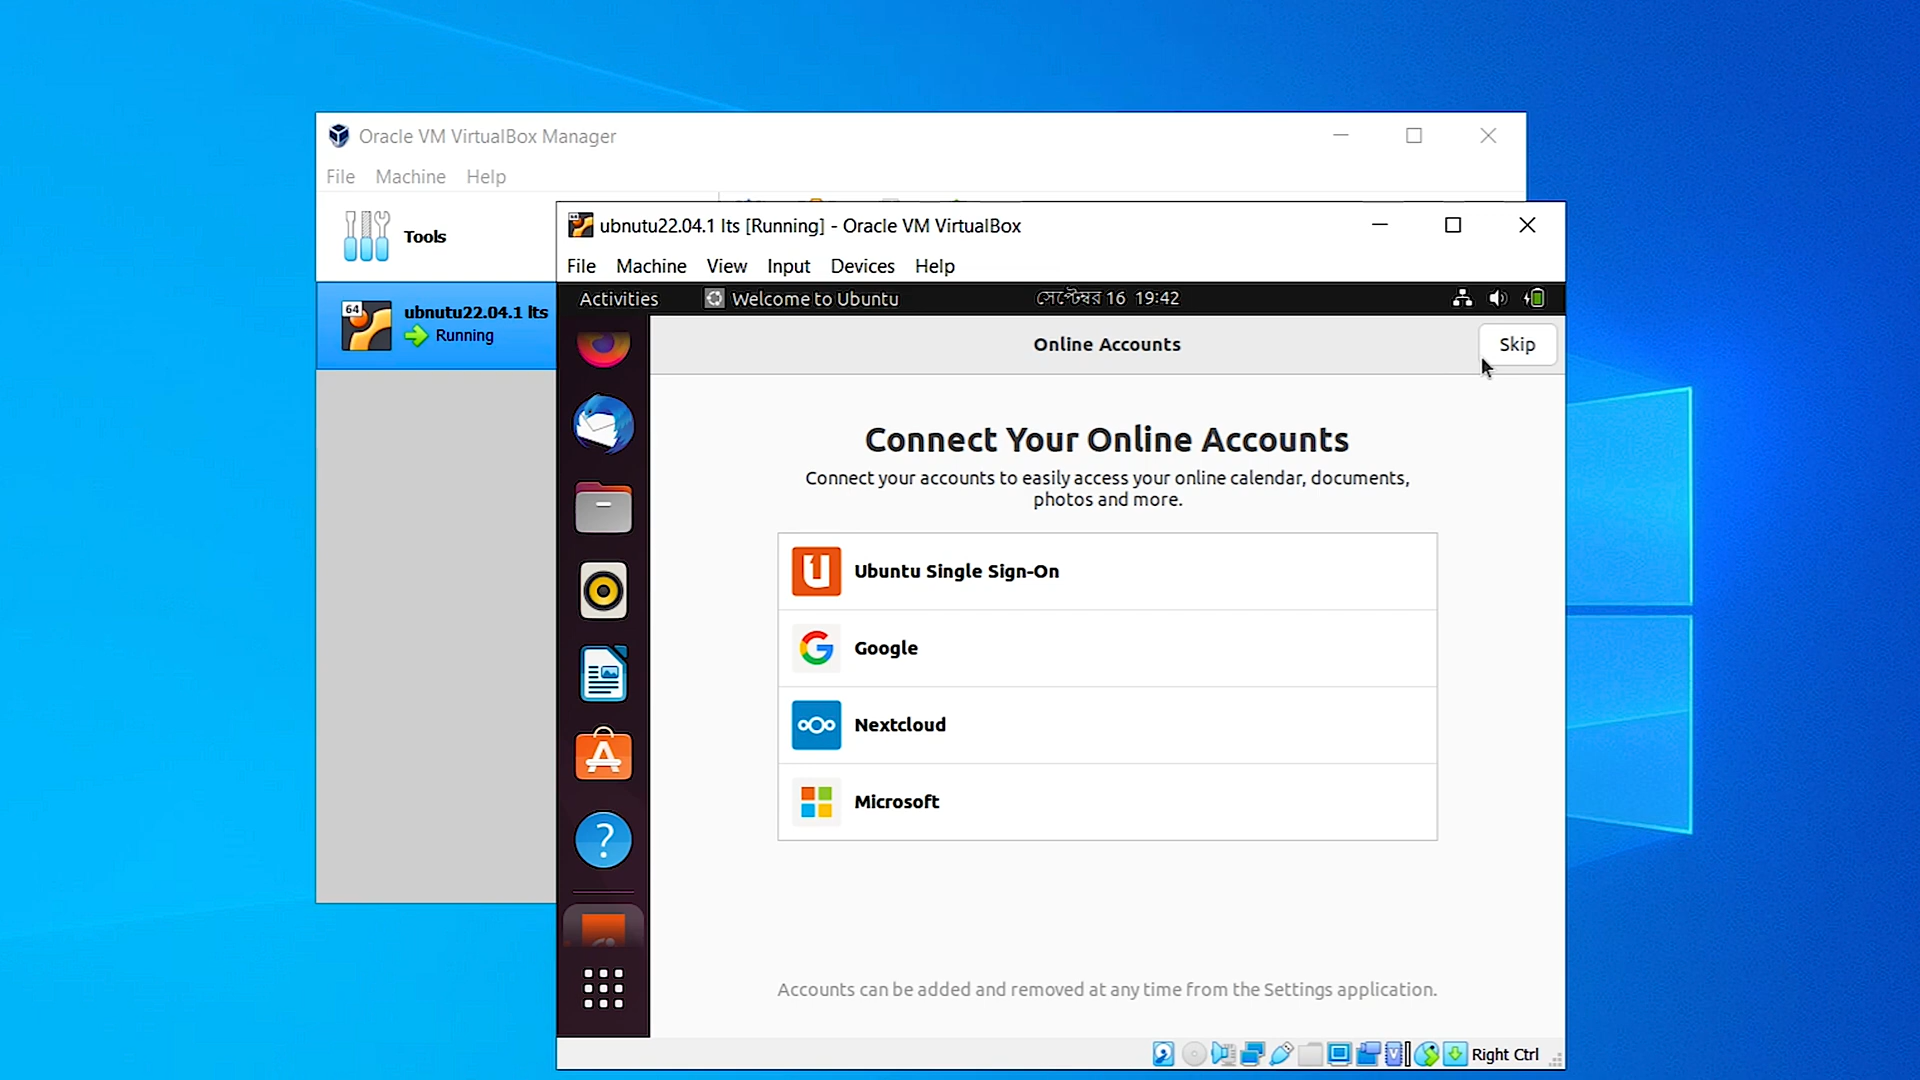 Oracle VM VirtualBox Manager
File Machine Help
Tools
64
ubnutu22.04.1 lts
Running
ubnutu22.04.1 lts [Running] - Oracle VM VirtualBox
File Machine View Input Devices Help
Activities Welcome to Ubuntu সেপ্টেম্বর 16 19:42
Online Accounts
Skip
Connect Your Online Accounts
Connect your accounts to easily access your online calendar, documents,
photos and more.
Ubuntu Single Sign-On
Google
Nextcloud
Microsoft
Accounts can be added and removed at any time from the Settings application.
Right Ctrl